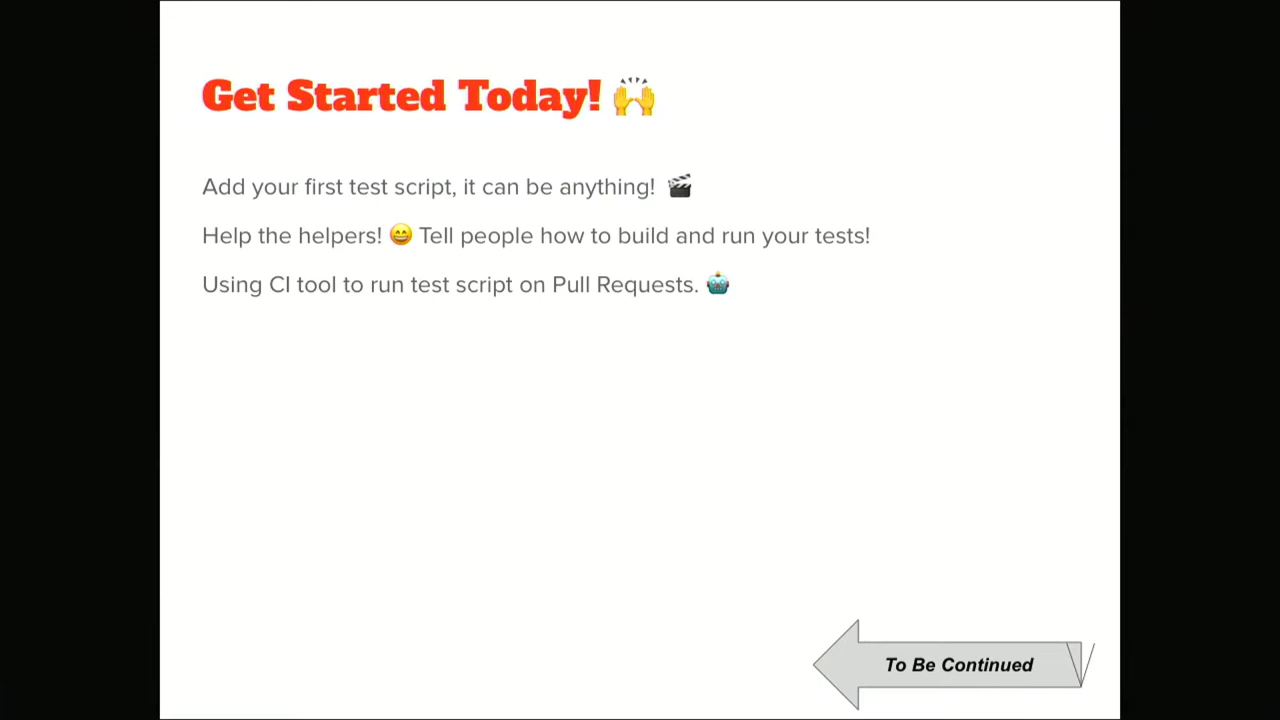 Get Started Today! 🙌
Add your first test script, it can be anything! 🎬
Help the helpers! 😄 Tell people how to build and run your tests!
Using CI tool to run test script on Pull Requests. 🤖
To Be Continued